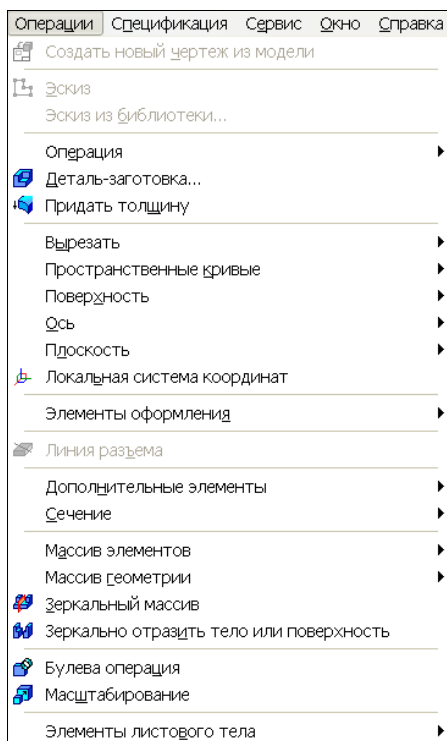 Операции Спецификация Сервис Окно Справка
Создать новый чертеж из модели
Эскиз
Эскиз из библиотеки...
Операция
Деталь-заготовка...
Придать толщину
Вырезать
Пространственные кривые
Поверхность
Ось
Плоскость
Локальная система координат
Элементы оформления
Линия разъема
Дополнительные элементы
Сечение
Массив элементов
Массив геометрии
Зеркальный массив
Зеркально отразить тело или поверхность
Булева операция
Масштабирование
Элементы листового тела